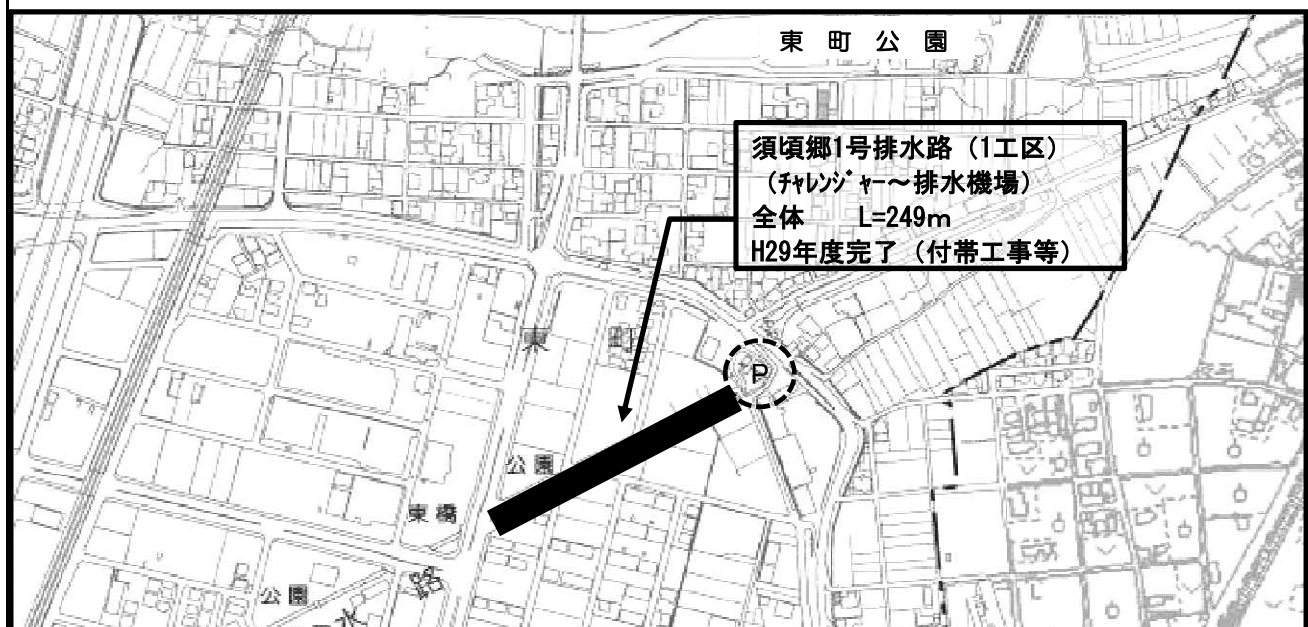 東町公園
須頃郷1号排水路（1工区）
（ﾁｬﾚﾝｼﾞｬｰ～排水機場）
全体　L=249m
H29年度完了（付帯工事等）
東　町
P
公園
東橋
公園
水路